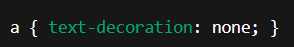 a { text-decoration: none; }